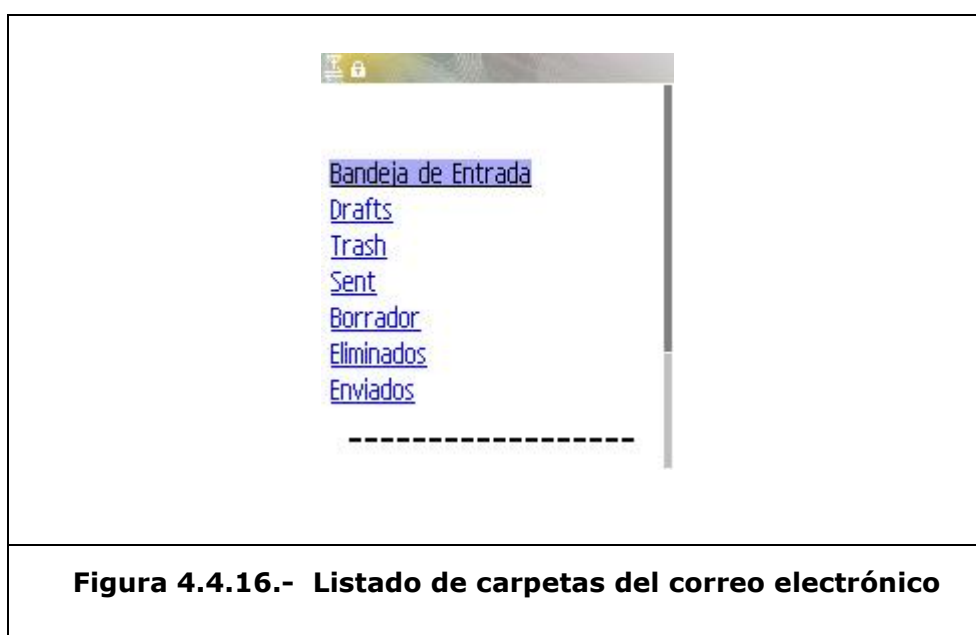 Bandeja de Entrada
Drafts
Trash
Sent
Borrador
Eliminados
Enviados
------------------
Figura 4.4.16.- Listado de carpetas del correo electrónico